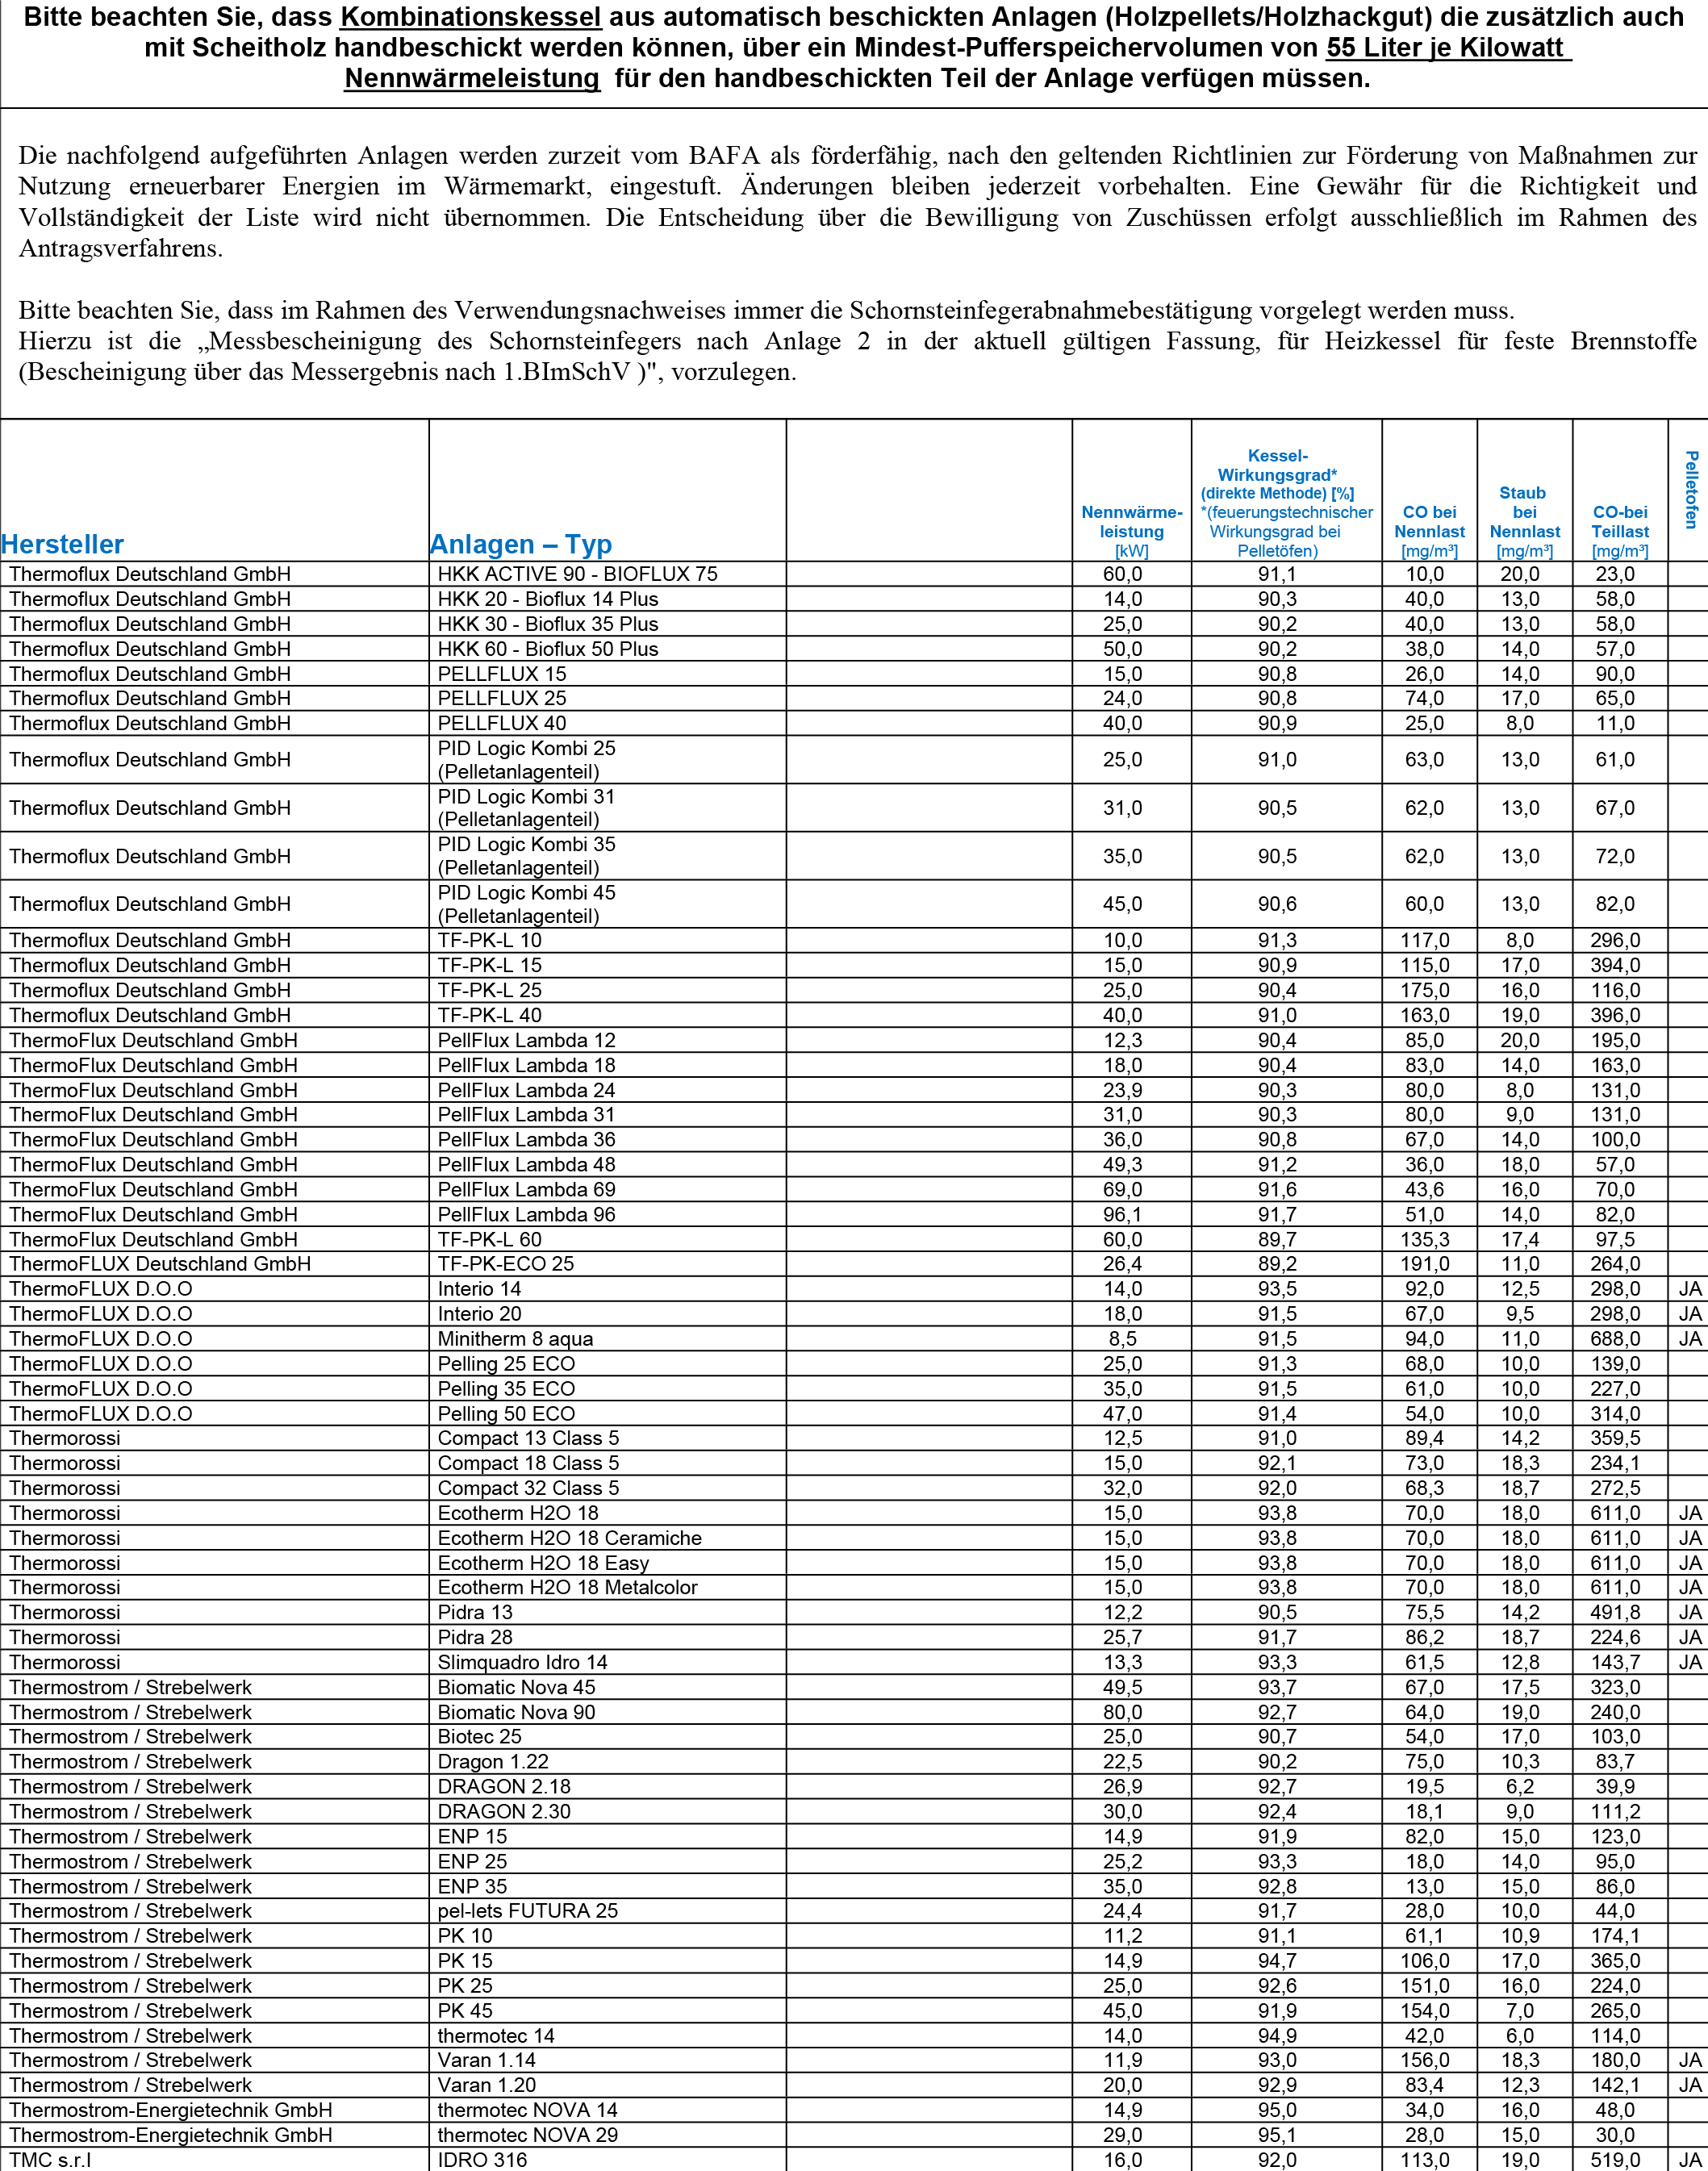 Bitte beachten Sie, dass Kombinationskessel aus automatisch beschickten Anlagen (Holzpellets/Holzhackgut) die zusätzlich auch
mit Scheitholz handbeschickt werden können, über ein Mindest-Pufferspeichervolumen von 55 Liter je Kilowatt
Nennwärmeleistung für den handbeschickten Teil der Anlage verfügen müssen.
Die nachfolgend aufgeführten Anlagen werden zurzeit vom BAFA als förderfähig, nach den geltenden Richtlinien zur Förderung von Maßnahmen zur
Nutzung erneuerbarer Energien im Wärmemarkt, eingestuft. Änderungen bleiben jederzeit vorbehalten. Eine Gewähr für die Richtigkeit und
Vollständigkeit der Liste wird nicht übernommen. Die Entscheidung über die Bewilligung von Zuschüssen erfolgt ausschließlich im Rahmen des
Antragsverfahrens.
Bitte beachten Sie, dass im Rahmen des Verwendungsnachweises immer die Schornsteinfegerabnahmebestätigung vorgelegt werden muss.
Hierzu ist die „Messbescheinigung des Schornsteinfegers nach Anlage 2 in der aktuell gültigen Fassung, für Heizkessel für feste Brennstoffe
(Bescheinigung über das Messergebnis nach 1.BImSchV )", vorzulegen.
Hersteller
Anlagen – Typ
Nennwärme-
leistung
[kW]
Kessel-
Wirkungsgrad*
(direkte Methode) [%]
*(feuerungstechnischer
Wirkungsgrad bei
Pelletöfen)
CO bei
Nennlast
[mg/m³]
Staub
bei
Nennlast
[mg/m³]
CO-bei
Teillast
[mg/m³]
Pelletofen
Thermoflux Deutschland GmbH HKK ACTIVE 90 - BIOFLUX 75 60,0 91,1 10,0 20,0 23,0
Thermoflux Deutschland GmbH HKK 20 - Bioflux 14 Plus 14,0 90,3 40,0 13,0 58,0
Thermoflux Deutschland GmbH HKK 30 - Bioflux 35 Plus 25,0 90,2 40,0 13,0 58,0
Thermoflux Deutschland GmbH HKK 60 - Bioflux 50 Plus 50,0 90,2 38,0 14,0 57,0
Thermoflux Deutschland GmbH PELLFLUX 15 15,0 90,8 26,0 14,0 90,0
Thermoflux Deutschland GmbH PELLFLUX 25 24,0 90,8 74,0 17,0 65,0
Thermoflux Deutschland GmbH PELLFLUX 40 40,0 90,9 25,0 8,0 11,0
Thermoflux Deutschland GmbH PID Logic Kombi 25
(Pelletanlagenteil) 25,0 91,0 63,0 13,0 61,0
Thermoflux Deutschland GmbH PID Logic Kombi 31
(Pelletanlagenteil) 31,0 90,5 62,0 13,0 67,0
Thermoflux Deutschland GmbH PID Logic Kombi 35
(Pelletanlagenteil) 35,0 90,5 62,0 13,0 72,0
Thermoflux Deutschland GmbH PID Logic Kombi 45
(Pelletanlagenteil) 45,0 90,6 60,0 13,0 82,0
Thermoflux Deutschland GmbH TF-PK-L 10 10,0 91,3 117,0 8,0 296,0
Thermoflux Deutschland GmbH TF-PK-L 15 15,0 90,9 115,0 17,0 394,0
Thermoflux Deutschland GmbH TF-PK-L 25 25,0 90,4 175,0 16,0 116,0
Thermoflux Deutschland GmbH TF-PK-L 40 40,0 91,0 163,0 19,0 396,0
ThermoFlux Deutschland GmbH PellFlux Lambda 12 12,3 90,4 85,0 20,0 195,0
ThermoFlux Deutschland GmbH PellFlux Lambda 18 18,0 90,4 83,0 14,0 163,0
ThermoFlux Deutschland GmbH PellFlux Lambda 24 23,9 90,3 80,0 8,0 131,0
ThermoFlux Deutschland GmbH PellFlux Lambda 31 31,0 90,3 80,0 9,0 131,0
ThermoFlux Deutschland GmbH PellFlux Lambda 36 36,0 90,8 67,0 14,0 100,0
ThermoFlux Deutschland GmbH PellFlux Lambda 48 49,3 91,2 36,0 18,0 57,0
ThermoFlux Deutschland GmbH PellFlux Lambda 69 69,0 91,6 43,6 16,0 70,0
ThermoFlux Deutschland GmbH PellFlux Lambda 96 96,1 91,7 51,0 14,0 82,0
ThermoFlux Deutschland GmbH TF-PK-L 60 60,0 89,7 135,3 17,4 97,5
ThermoFLUX Deutschland GmbH TF-PK-ECO 25 26,4 89,2 191,0 11,0 264,0
ThermoFLUX D.O.O Interio 14 14,0 93,5 92,0 12,5 298,0 JA
ThermoFLUX D.O.O Interio 20 18,0 91,5 67,0 9,5 298,0 JA
ThermoFLUX D.O.O Minitherm 8 aqua 8,5 91,5 94,0 11,0 688,0 JA
ThermoFLUX D.O.O Pelling 25 ECO 25,0 91,3 68,0 10,0 139,0
ThermoFLUX D.O.O Pelling 35 ECO 35,0 91,5 61,0 10,0 227,0
ThermoFLUX D.O.O Pelling 50 ECO 47,0 91,4 54,0 10,0 314,0
Thermorossi Compact 13 Class 5 12,5 91,0 89,4 14,2 359,5
Thermorossi Compact 18 Class 5 15,0 92,1 73,0 18,3 234,1
Thermorossi Compact 32 Class 5 32,0 92,0 68,3 18,7 272,5
Thermorossi Ecotherm H2O 18 15,0 93,8 70,0 18,0 611,0 JA
Thermorossi Ecotherm H2O 18 Ceramiche 15,0 93,8 70,0 18,0 611,0 JA
Thermorossi Ecotherm H2O 18 Easy 15,0 93,8 70,0 18,0 611,0 JA
Thermorossi Ecotherm H2O 18 Metalcolor 15,0 93,8 70,0 18,0 611,0 JA
Thermorossi Pidra 13 12,2 90,5 75,5 14,2 491,8 JA
Thermorossi Pidra 28 25,7 91,7 86,2 18,7 224,6 JA
Thermorossi Slimquadro Idro 14 13,3 93,3 61,5 12,8 143,7 JA
Thermostrom / Strebelwerk Biomatic Nova 45 49,5 93,7 67,0 17,5 323,0
Thermostrom / Strebelwerk Biomatic Nova 90 80,0 92,7 64,0 19,0 240,0
Thermostrom / Strebelwerk Biotec 25 25,0 90,7 54,0 17,0 103,0
Thermostrom / Strebelwerk Dragon 1.22 22,5 90,2 75,0 10,3 83,7
Thermostrom / Strebelwerk DRAGON 2.18 26,9 92,7 19,5 6,2 39,9
Thermostrom / Strebelwerk DRAGON 2.30 30,0 92,4 18,1 9,0 111,2
Thermostrom / Strebelwerk ENP 15 14,9 91,9 82,0 15,0 123,0
Thermostrom / Strebelwerk ENP 25 25,2 93,3 18,0 14,0 95,0
Thermostrom / Strebelwerk ENP 35 35,0 92,8 13,0 15,0 86,0
Thermostrom / Strebelwerk pel-lets FUTURA 25 24,4 91,7 28,0 10,0 44,0
Thermostrom / Strebelwerk PK 10 11,2 91,1 61,1 10,9 174,1
Thermostrom / Strebelwerk PK 15 14,9 94,7 106,0 17,0 365,0
Thermostrom / Strebelwerk PK 25 25,0 92,6 151,0 16,0 224,0
Thermostrom / Strebelwerk PK 45 45,0 91,9 154,0 7,0 265,0
Thermostrom / Strebelwerk thermotec 14 14,0 94,9 42,0 6,0 114,0
Thermostrom / Strebelwerk Varan 1.14 11,9 93,0 156,0 18,3 180,0 JA
Thermostrom / Strebelwerk Varan 1.20 20,0 92,9 83,4 12,3 142,1 JA
Thermostrom-Energietechnik GmbH thermotec NOVA 14 14,9 95,0 34,0 16,0 48,0
Thermostrom-Energietechnik GmbH thermotec NOVA 29 29,0 95,1 28,0 15,0 30,0
TMC s.r.l IDRO 316 16,0 92,0 113,0 19,0 519,0 JA